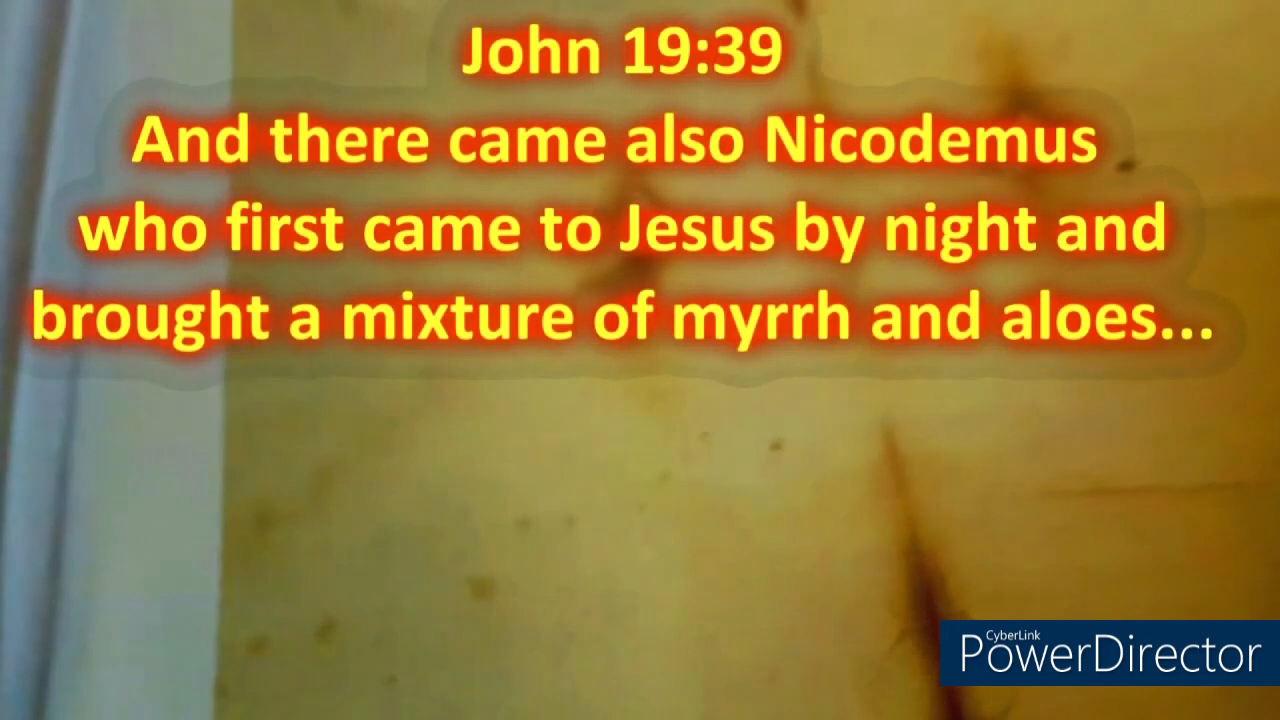 John 19:39
And there came also Nicodemus
who first came to Jesus by night and
brought a mixture of myrrh and aloes...
CyberLink
PowerDirector